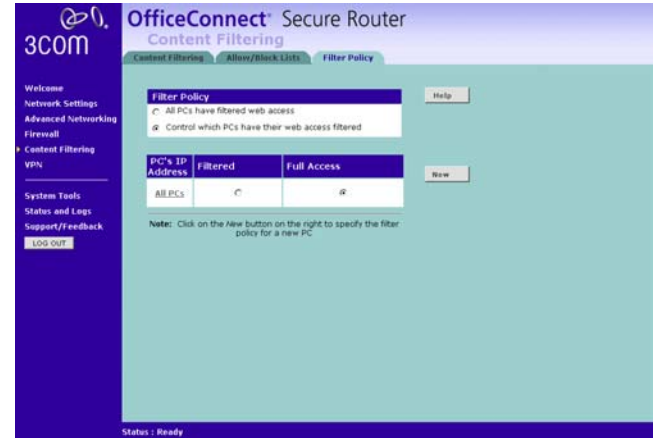 3com
OfficeConnect® Secure Router
Content Filtering
Content Filtering
Allow/Block Lists
Filter Policy
Welcome
Network Settings
Advanced Networking
Firewall
Content Filtering
VPN
System Tools
Status and Logs
Support/Feedback
LOG OUT
Filter Policy
All PCs have filtered web access
Control which PCs have their web access filtered
Help
PC's IP Address
Filtered
Full Access
All PCs
New
Note: Click on the New button on the right to specify the filter
policy for a new PC
Status : Ready